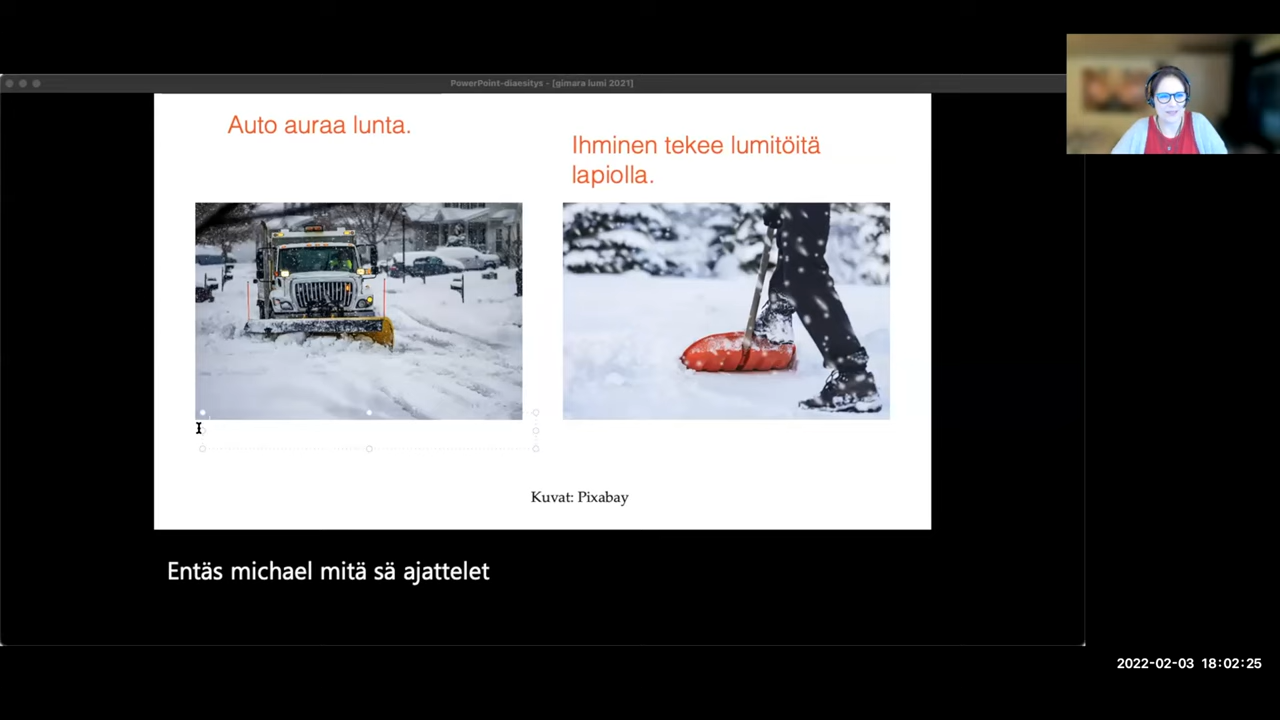 PowerPoint-diaesitys - [gimara lumi 2021]
Auto auraa lunta.
Ihminen tekee lumitöitä
lapiolla.
Kuvat: Pixabay
Entäs michael mitä sä ajattelet
2022-02-03 18:02:25